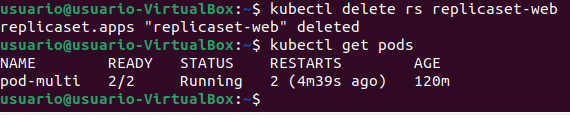 usuario@usuario-VirtualBox:~$ kubectl delete rs replicaset-web
replicaset.apps "replicaset-web" deleted
usuario@usuario-VirtualBox:~$ kubectl get pods
NAME        READY   STATUS    RESTARTS        AGE
pod-multi   2/2     Running   2 (4m39s ago)   120m
usuario@usuario-VirtualBox:~$